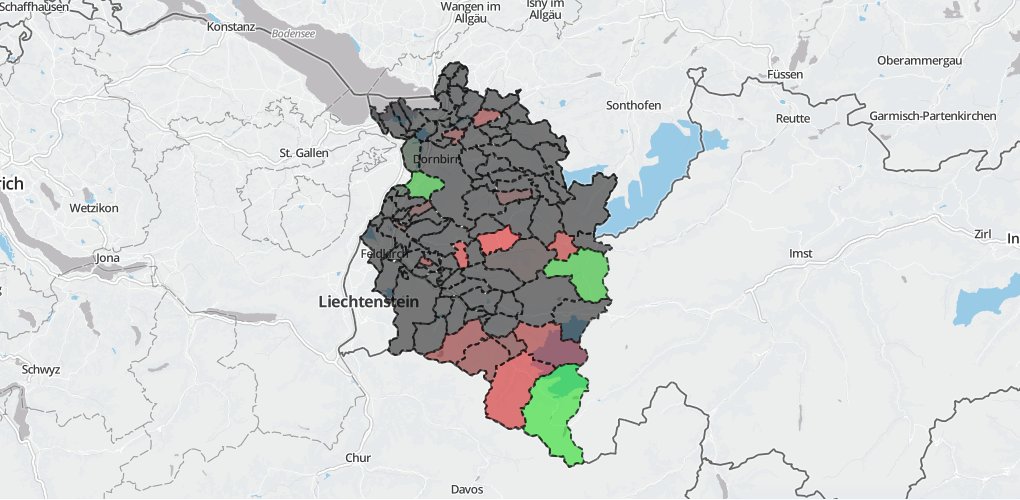 Schaffhausen
Wangen im
Allgäu
Isny im
Allgäu
Konstanz
Bodensee
Oberammergau
Füssen
Sonthofen
Reutte
Garmisch-Partenkirchen
St. Gallen
Dornbirn
rich
Wetzikon
Zirl
In
Jona
Feldkirch
Imst
Liechtenstein
Schwyz
Chur
Davos